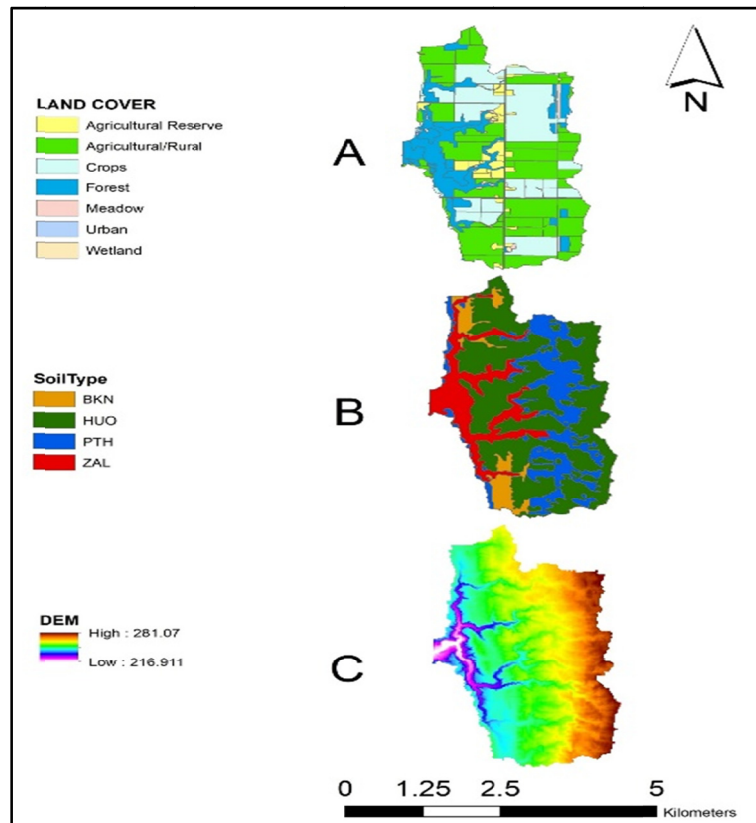 N
LAND COVER
Agricultural Reserve
Agricultural/Rural
Crops
Forest
Meadow
Urban
Wetland
A
SoilType
BKN
HUO
PTH
ZAL
B
DEM
High : 281.07
Low : 216.911
C
0 1.25 2.5 5
Kilometers